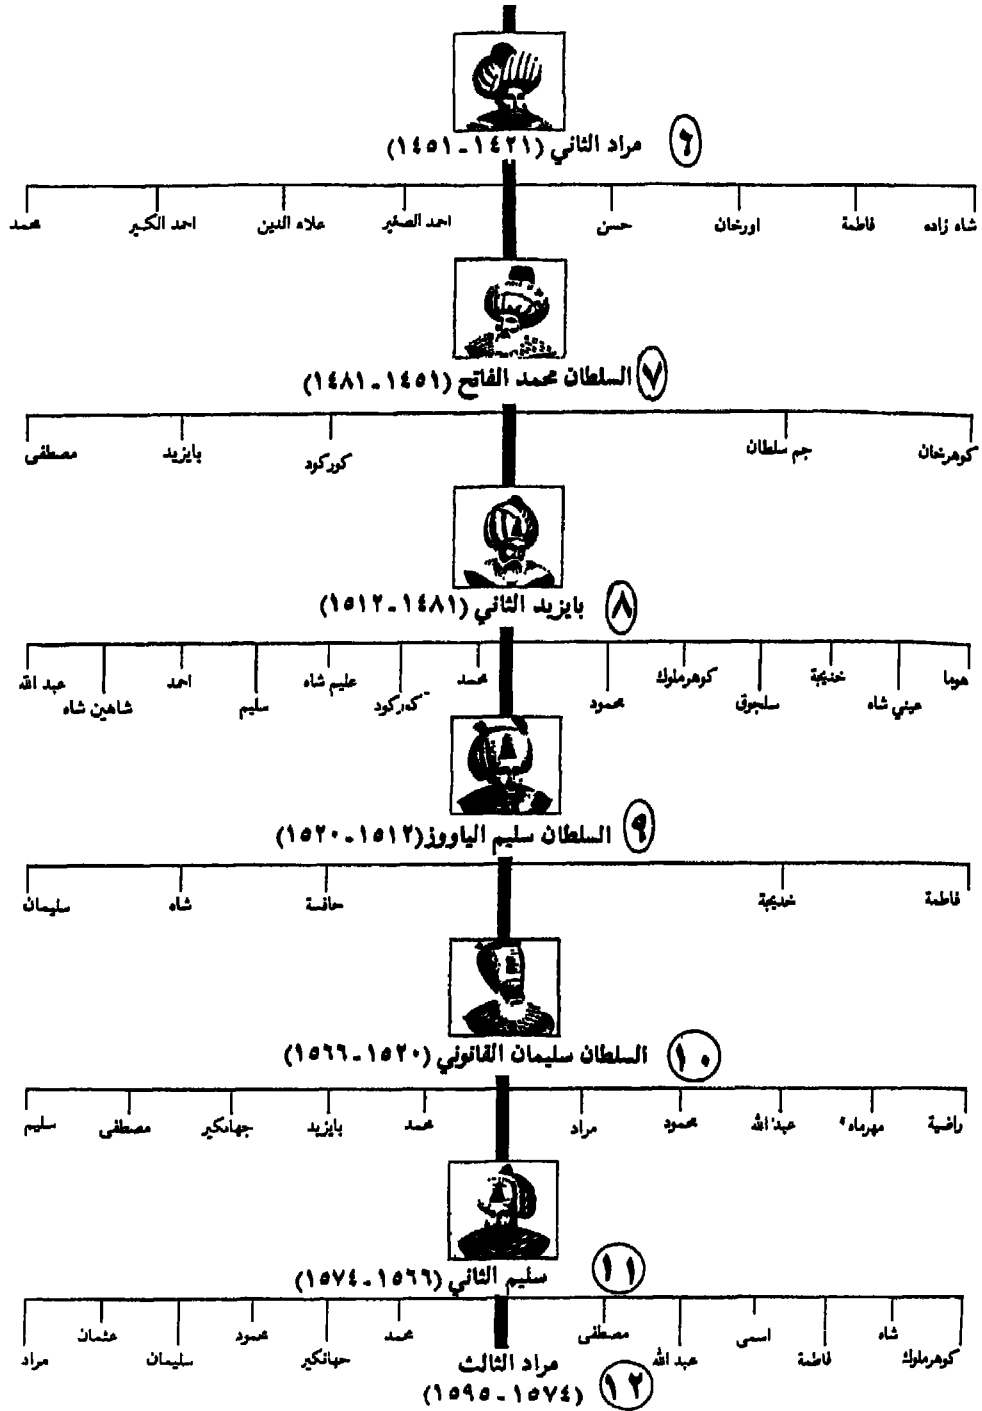 ٦ مراد الثاني (١٤٢١-١٤٥١)
شاه زاده فاطمة اورخان حسن احمد الصغير علاء الدين احمد الكبير محمد
٧ السلطان محمد الفاتح (١٤٥١-١٤٨١)
كوهرخان جم سلطان كوركود بايزيد مصطفى
٨ بايزيد الثاني (١٤٨١-١٥١٢)
هوما عيني شاه خديجة سلجوق كوهرملوك محمود محمد كوركود عليم شاه سليم احمد شاهين شاه عبد الله
٩ السلطان سليم الياووز (١٥١٢-١٥٢٠)
فاطمة خديجة حافسة شاه سليمان
١٠ السلطان سليمان القانوني (١٥٢٠-١٥٦٦)
راضية مهرماه عبد الله محمود مراد محمد بايزيد جهانكير مصطفى سليم
١١ سليم الثاني (١٥٦٦-١٥٧٤)
كوهرملوك شاه فاطمة اسمى عبد الله مصطفى محمد جهانكير محمود سليمان عثمان مراد
مراد الثالث
١٢ (١٥٧٤-١٥٩٥)